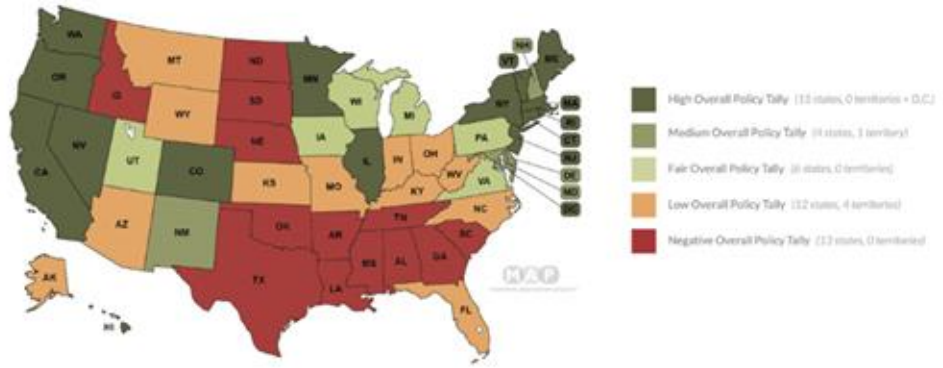 WA
MT
ND
MN
OR
ID
SD
WI
MI
WY
NE
IA
NV
UT
CO
IL
IN
OH
PA
NY
VT
NH
ME
MA
RI
CT
NJ
DE
MD
DC
CA
KS
MO
KY
WV
VA
AZ
NM
OK
AR
TN
NC
SC
TX
LA
MS
AL
GA
FL
AK
HI
MAP
High Overall Policy Tally (15 states, 0 territories + D.C.)
Medium Overall Policy Tally (4 states, 1 territory)
Fair Overall Policy Tally (6 states, 0 territories)
Low Overall Policy Tally (12 states, 4 territories)
Negative Overall Policy Tally (13 states, 0 territories)